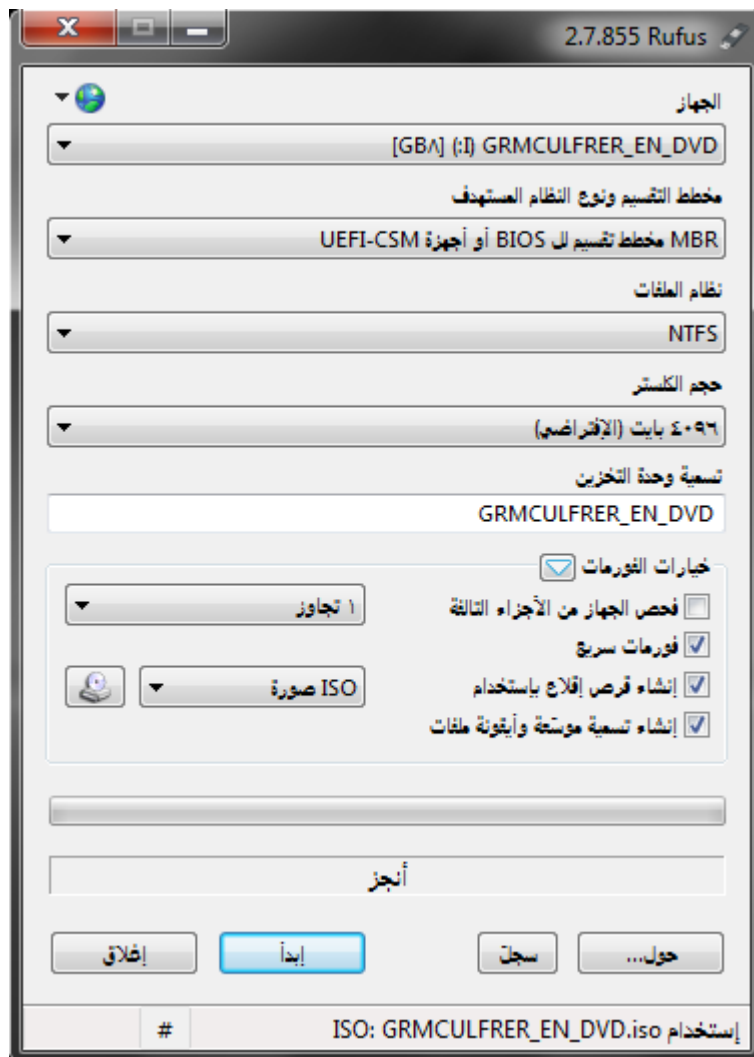 2.7.855 Rufus
الجهاز
[GB٨] (:I) GRMCULFRER_EN_DVD
مخطط التقسيم ونوع النظام المستهدف
MBR مخطط تقسيم لل BIOS أو أجهزة UEFI-CSM
نظام الملفات
NTFS
حجم الكلستر
٤٠٩٦ بايت (الإفتراضي)
تسمية وحدة التخزين
GRMCULFRER_EN_DVD
خيارات الفورمات
فحص الجهاز من الأجزاء التالفة ١ تجاوز
فورمات سريع
إنشاء قرص إقلاع بإستخدام ISO صورة
إنشاء تسمية موسّعة وأيقونة ملفات
أنجز
حول... سجلّ إبدأ إغلاق
إستخدام ISO: GRMCULFRER_EN_DVD.iso #